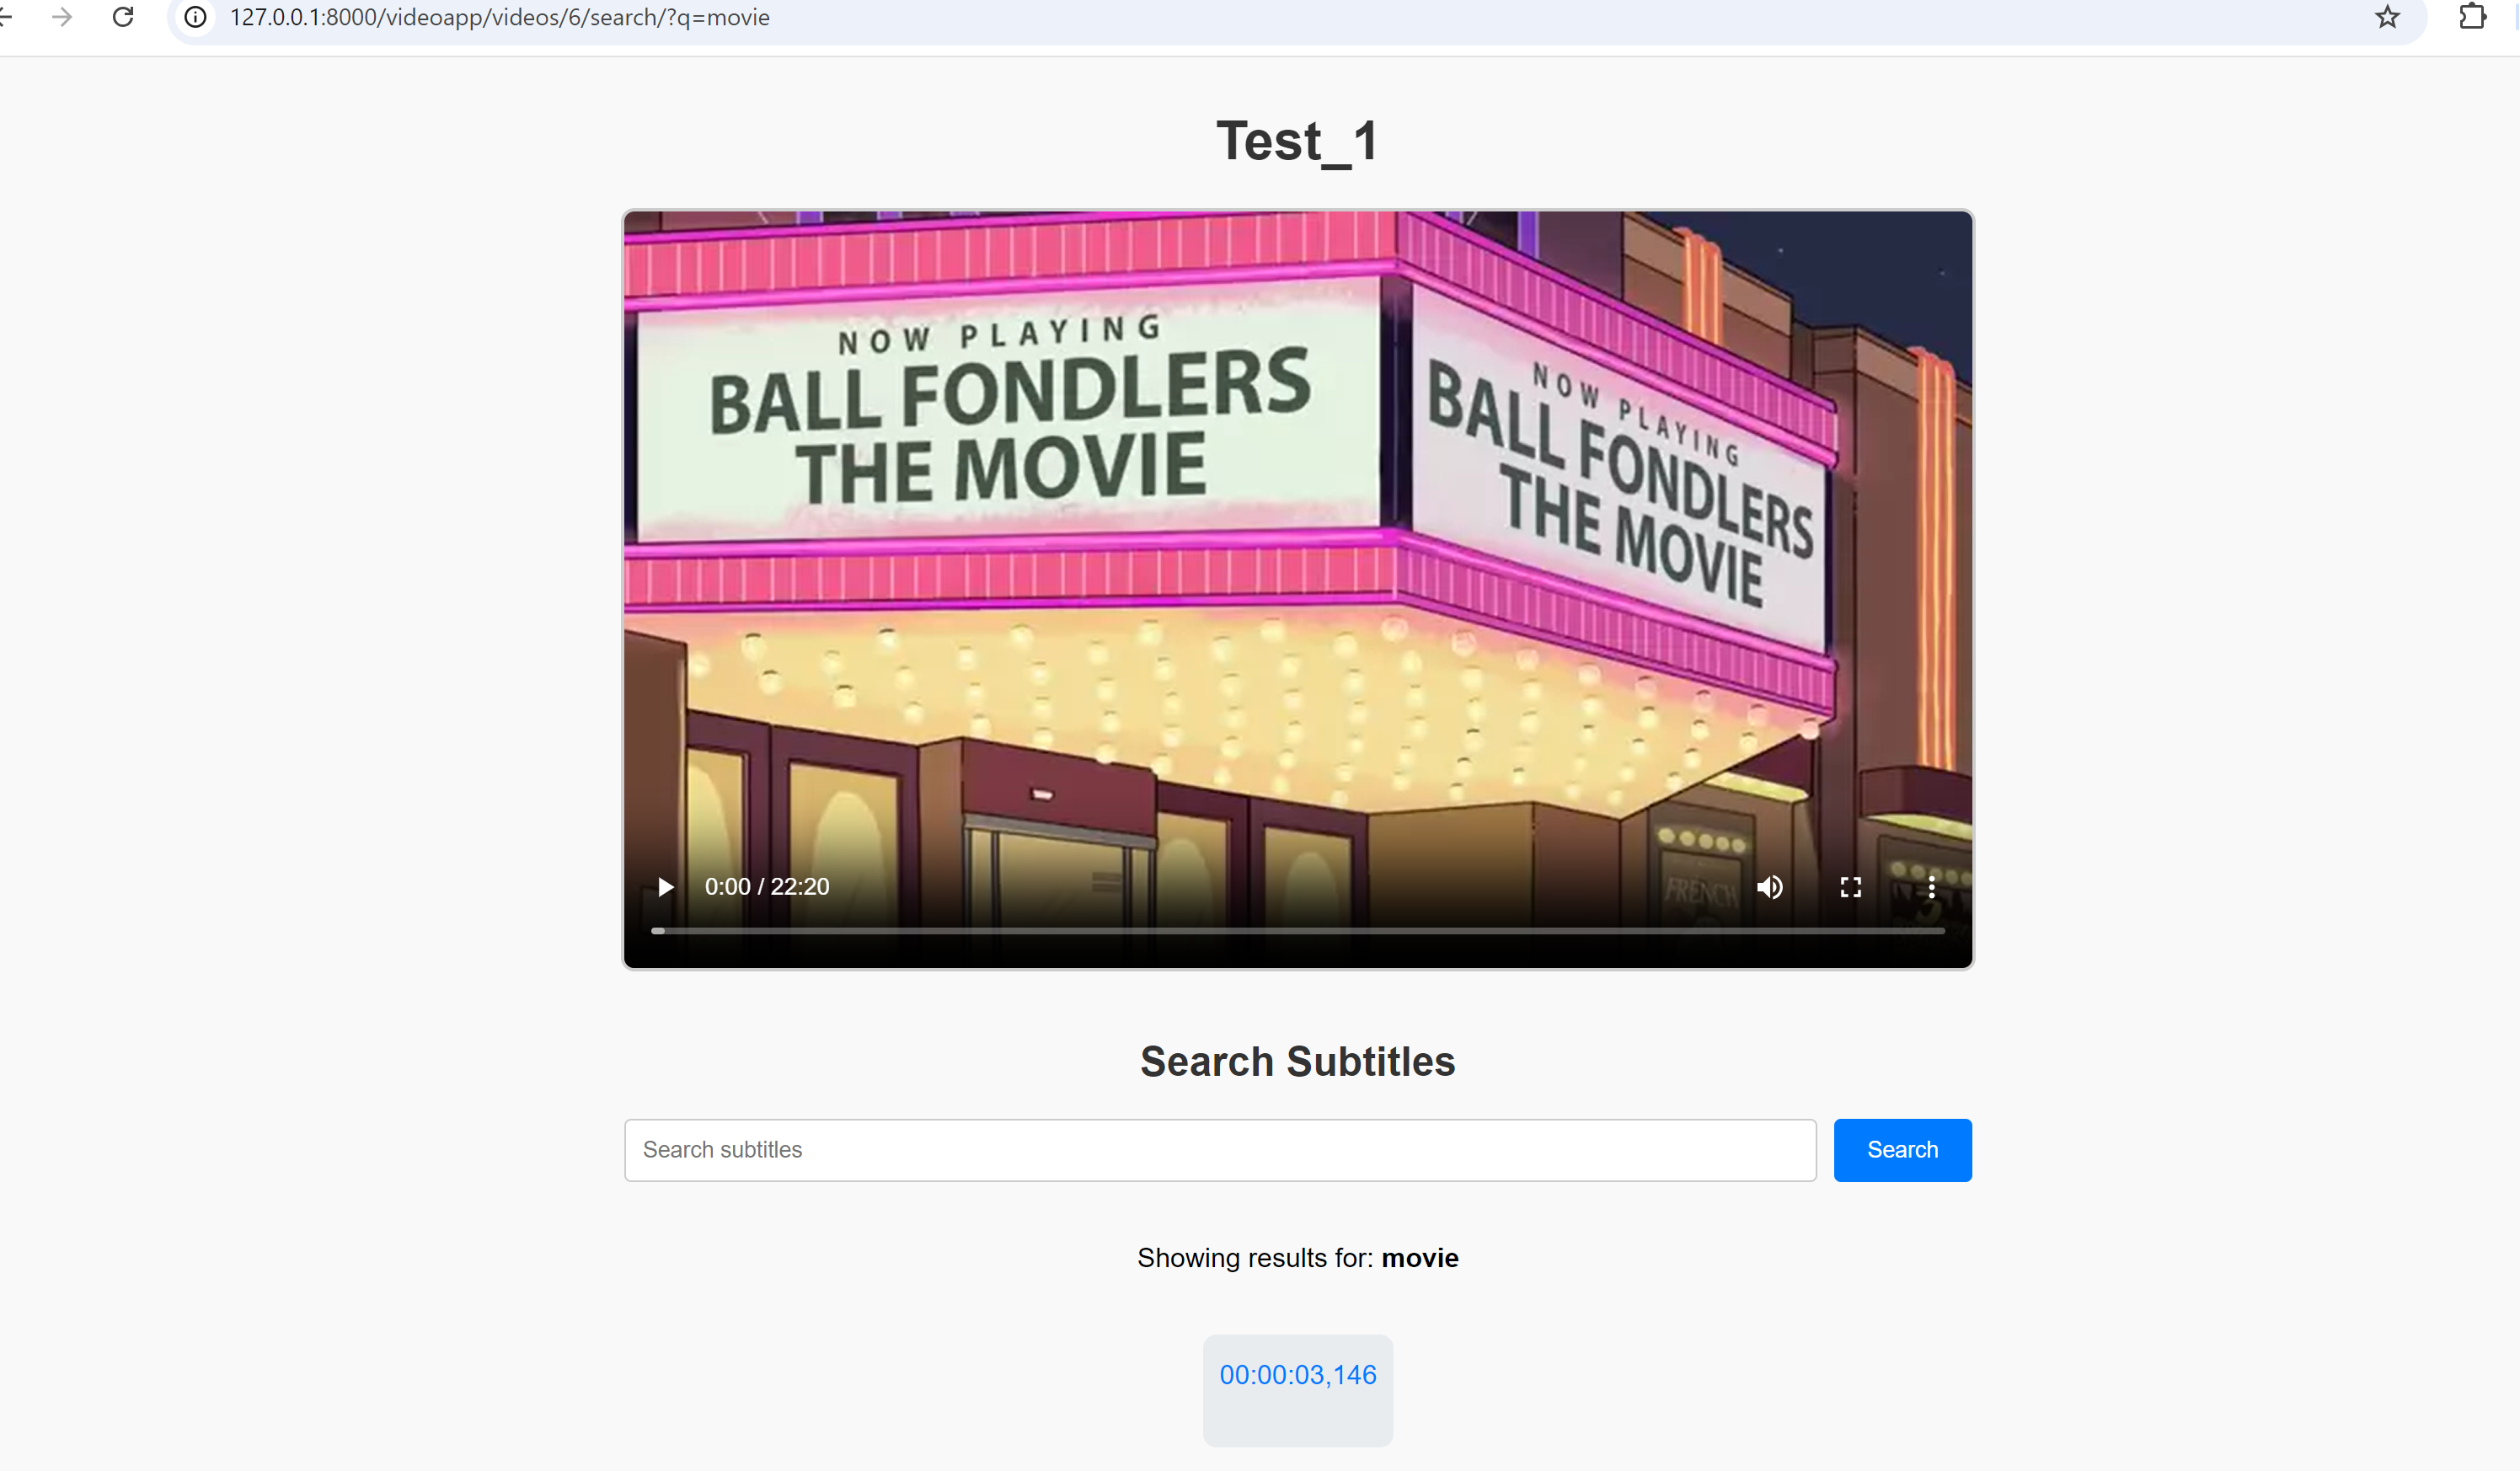 127.0.0.1:8000/videoapp/videos/6/search/?q=movie
Test_1
NOW PLAYING
BALL FONDLERS
THE MOVIE
NOW PLAYING
BALL FONDLERS
THE MOVIE
FRENCH
0:00 / 22:20
Search Subtitles
Search subtitles
Search
Showing results for: movie
00:00:03,146